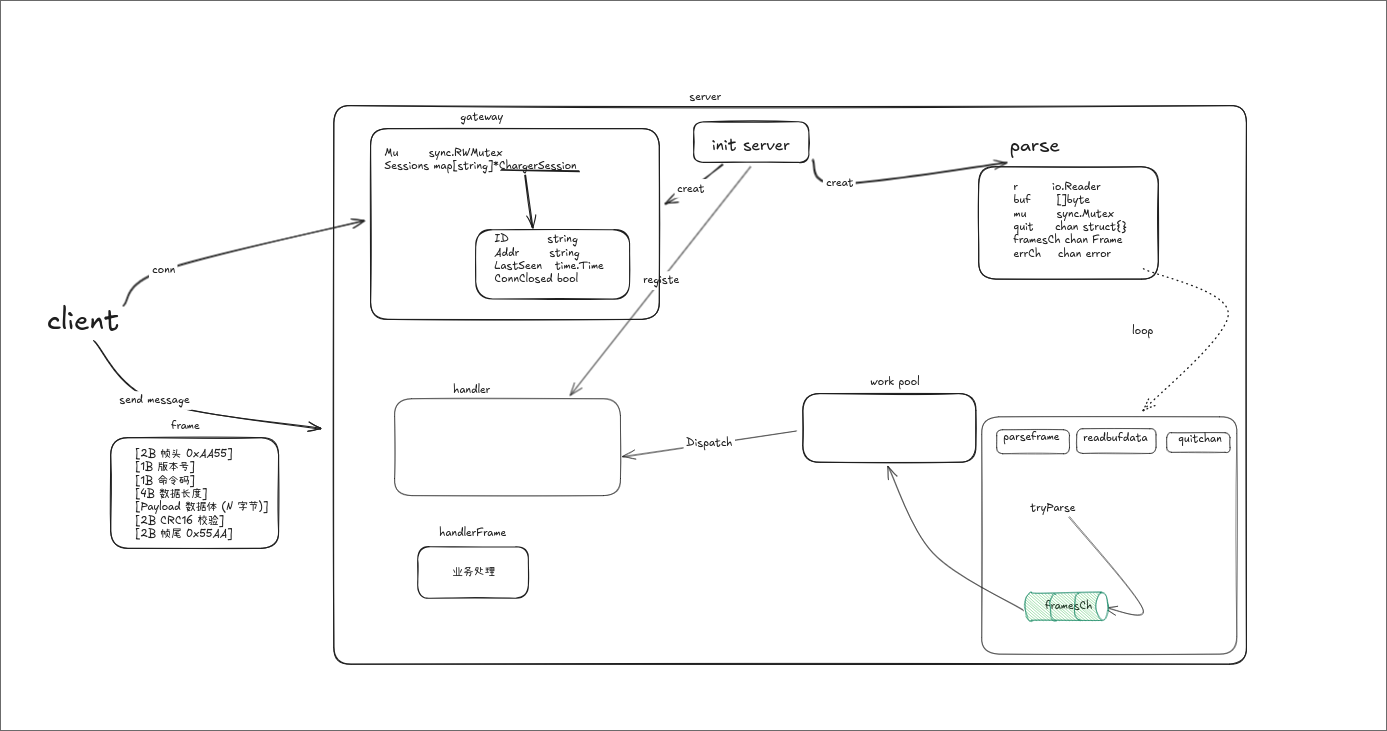 server
gateway
Mu sync.RWMutex
Sessions map[string]*ChargerSession
ID string
Addr string
LastSeen time.Time
ConnClosed bool
init server
creat
creat
registe
parse
r io.Reader
buf []byte
mu sync.Mutex
quit chan struct{}
framesCh chan Frame
errCh chan error
loop
conn
client
send message
frame
[2B 帧头 0xAA55]
[1B 版本号]
[1B 命令码]
[4B 数据长度]
[Payload 数据体 (N 字节)]
[2B CRC16 校验]
[2B 帧尾 0x55AA]
handler
Dispatch
work pool
parseframe
readbufdata
quitchan
tryParse
framesCh
handlerFrame
业务处理